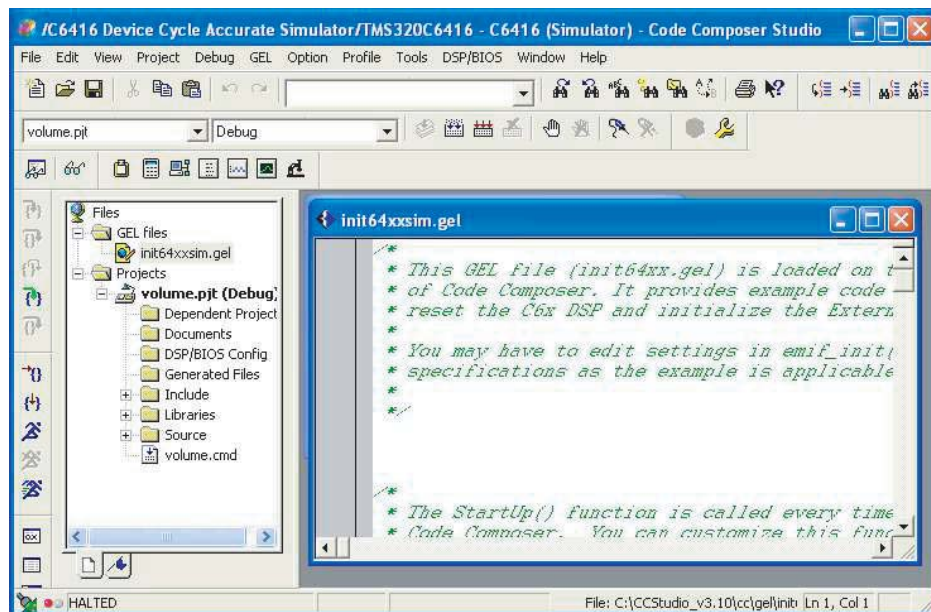 /C6416 Device Cycle Accurate Simulator/TMS320C6416 - C6416 (Simulator) - Code Composer Studio
File Edit View Project Debug GEL Option Profile Tools DSP/BIOS Window Help
volume.pjt Debug
Files
GEL files
init64xxsim.gel
Projects
volume.pjt (Debug)
Dependent Project
Documents
DSP/BIOS Config
Generated Files
Include
Libraries
Source
volume.cmd
init64xxsim.gel
/*
* This GEL file (init64xx.gel) is loaded on t
* of Code Composer. It provides example code
* reset the C6x DSP and initialize the Extern
*
* You may have to edit settings in emif_init(
* specifications as the example is applicable
*
*/
/*
* The StartUp() function is called every time
* Code Composer. You can customize this func
HALTED
File: C:\CCStudio_v3.10\cc\gel\init Ln 1, Col 1